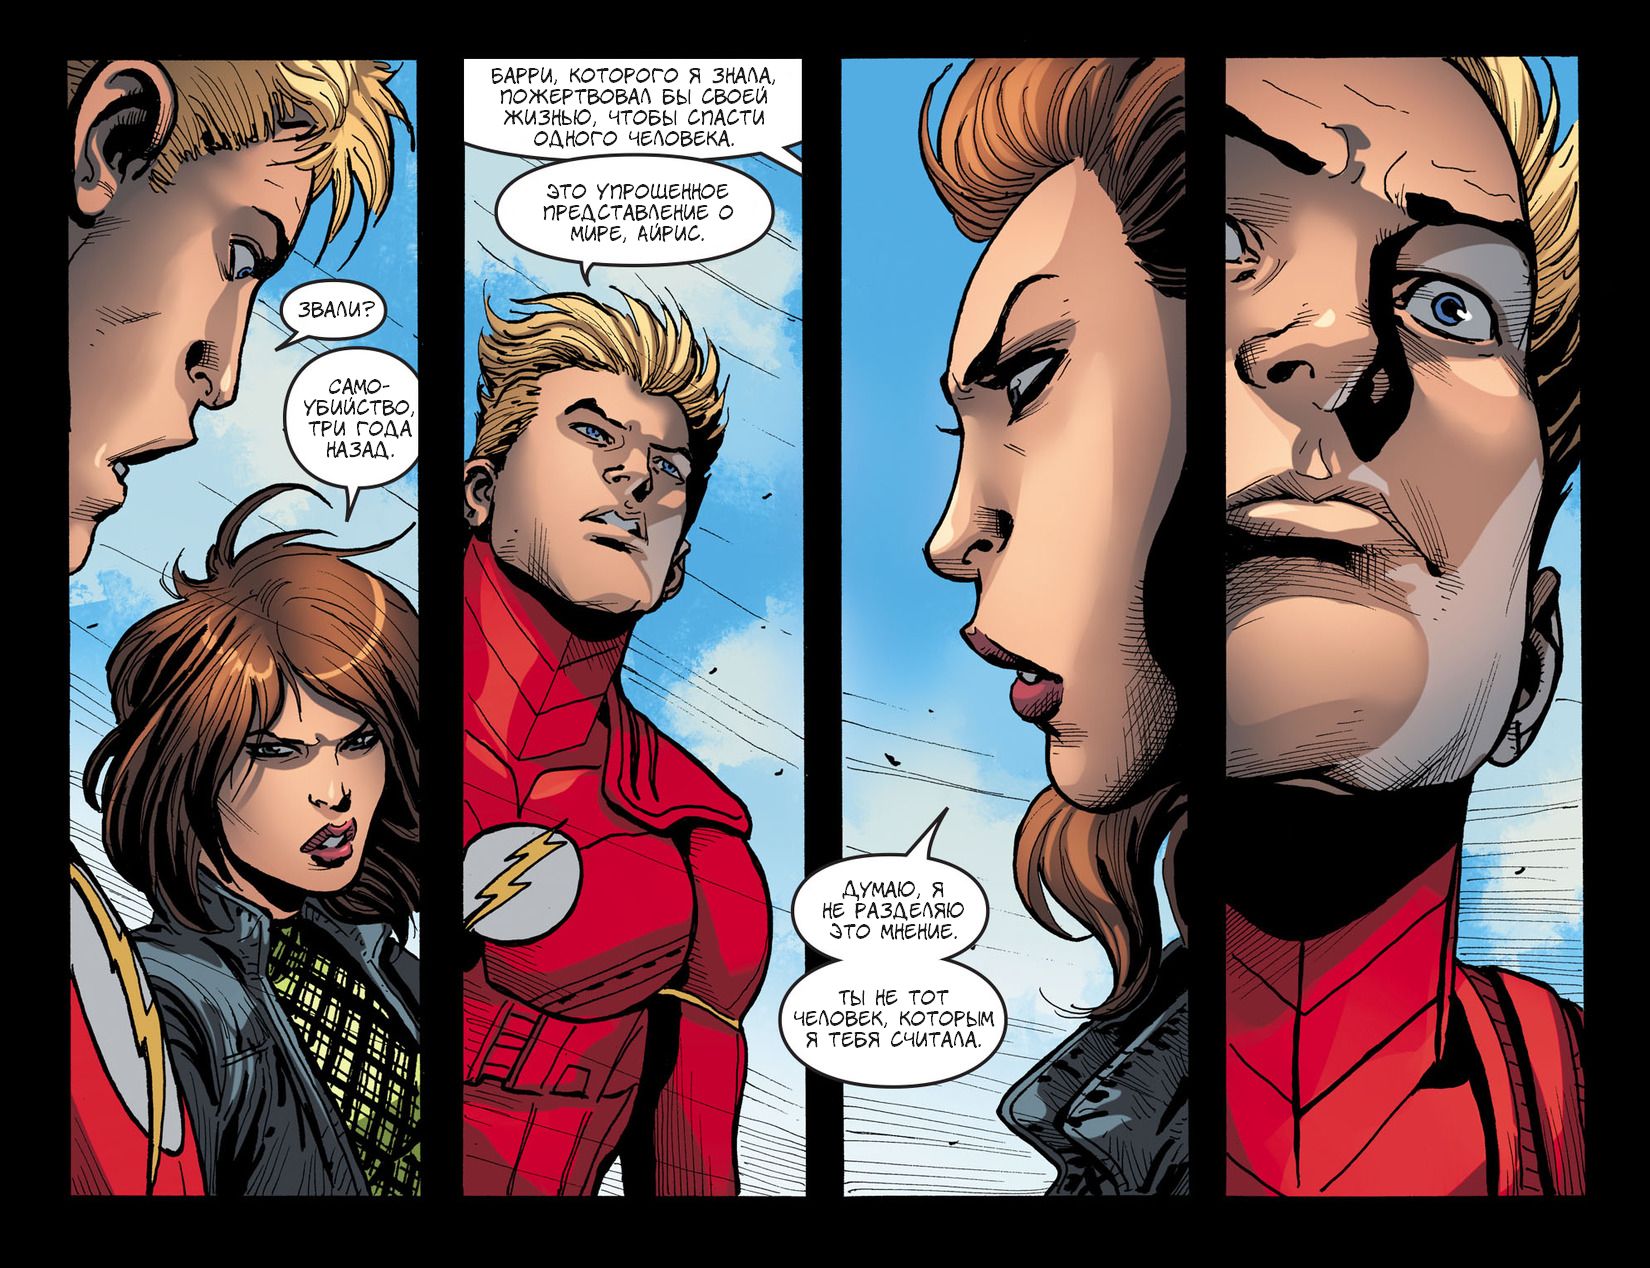 ЗВАЛИ?
САМО-
УБИЙСТВО,
ТРИ ГОДА
НАЗАД.
БАРРИ, КОТОРОГО Я ЗНАЛА,
ПОЖЕРТВОВАЛ БЫ СВОЕЙ
ЖИЗНЬЮ, ЧТОБЫ СПАСТИ
ОДНОГО ЧЕЛОВЕКА.
ЭТО УПРОШЕННОЕ
ПРЕДСТАВЛЕНИЕ О
МИРЕ, АЙРИС.
ДУМАЮ, Я
НЕ РАЗДЕЛЯЮ
ЭТО МНЕНИЕ.
ТЫ НЕ ТОТ
ЧЕЛОВЕК, КОТОРЫМ
Я ТЕБЯ СЧИТАЛА.